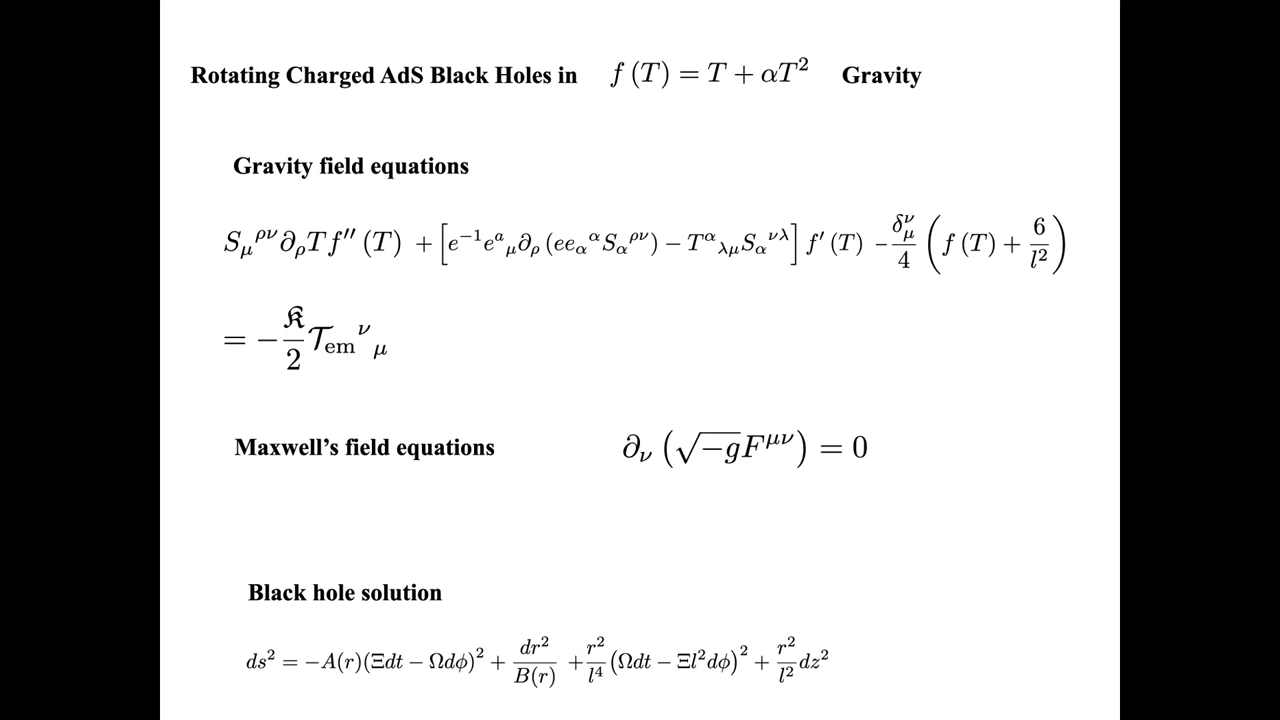 Rotating Charged AdS Black Holes in f (T) = T + αT²  Gravity
Gravity field equations
S_μ^{ρν} ∂_ρ T f″ (T) + [e^{-1} e^a_μ ∂_ρ (e e_α^α S_α^{ρν}) − T^α_{λμ} S_α^{νλ}] f′ (T) - δ^ν_μ/4 (f (T) + 6/l²)
= − 𝔎/2 𝒯_em^ν_μ
Maxwell’s field equations  ∂_ν (√−g F^{μν}) = 0
Black hole solution
ds² = −A(r)(Ξdt − Ωdϕ)² + dr²/B(r) + r²/l⁴ (Ωdt − Ξl²dϕ)² + r²/l² dz²